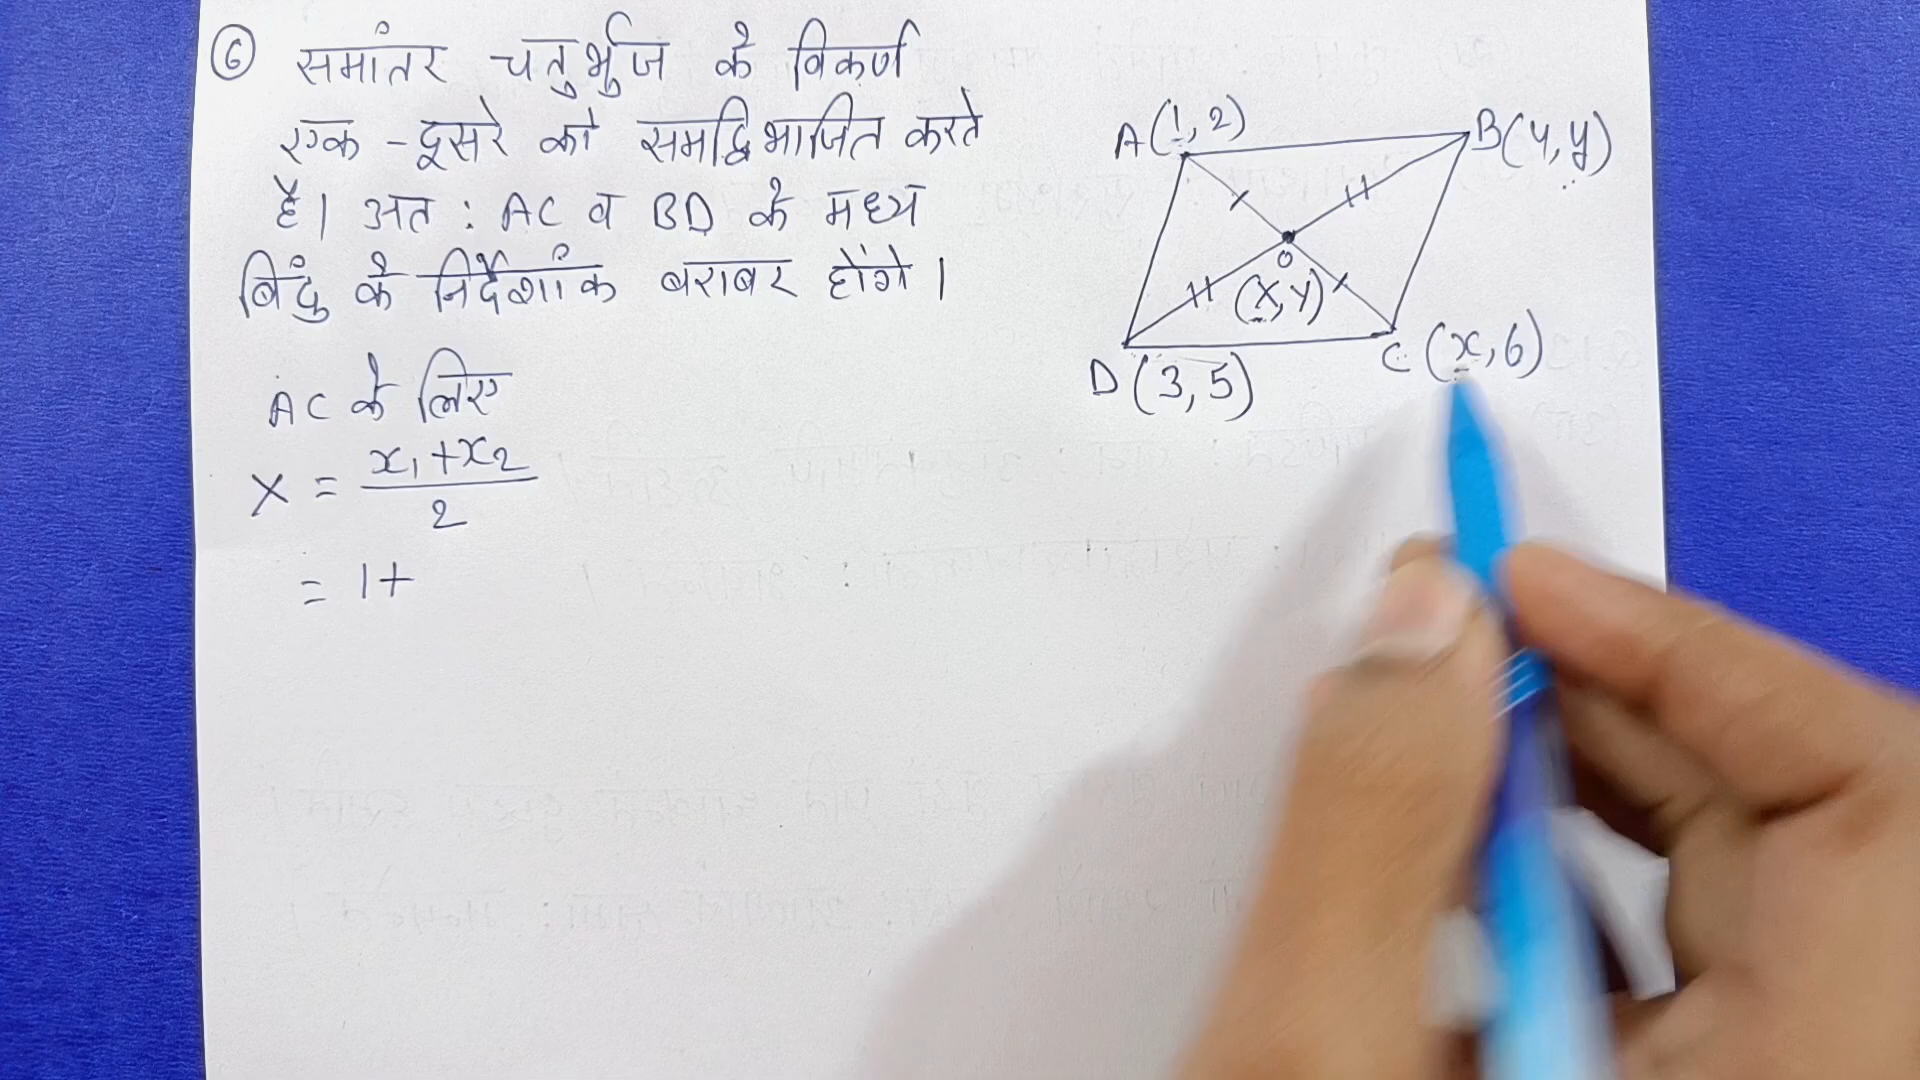 ⑥ समांतर चतुर्भुज के विकर्ण
एक-दूसरे को समद्विभाजित करते
है। अत : AC व BD के मध्य
बिंदु के निर्देशांक बराबर होंगे।
AC के लिए
X = x₁+x₂
2
= 1+
A(1, 2)
B(4, y)
O
(X, Y)
D(3, 5)
C(x, 6)